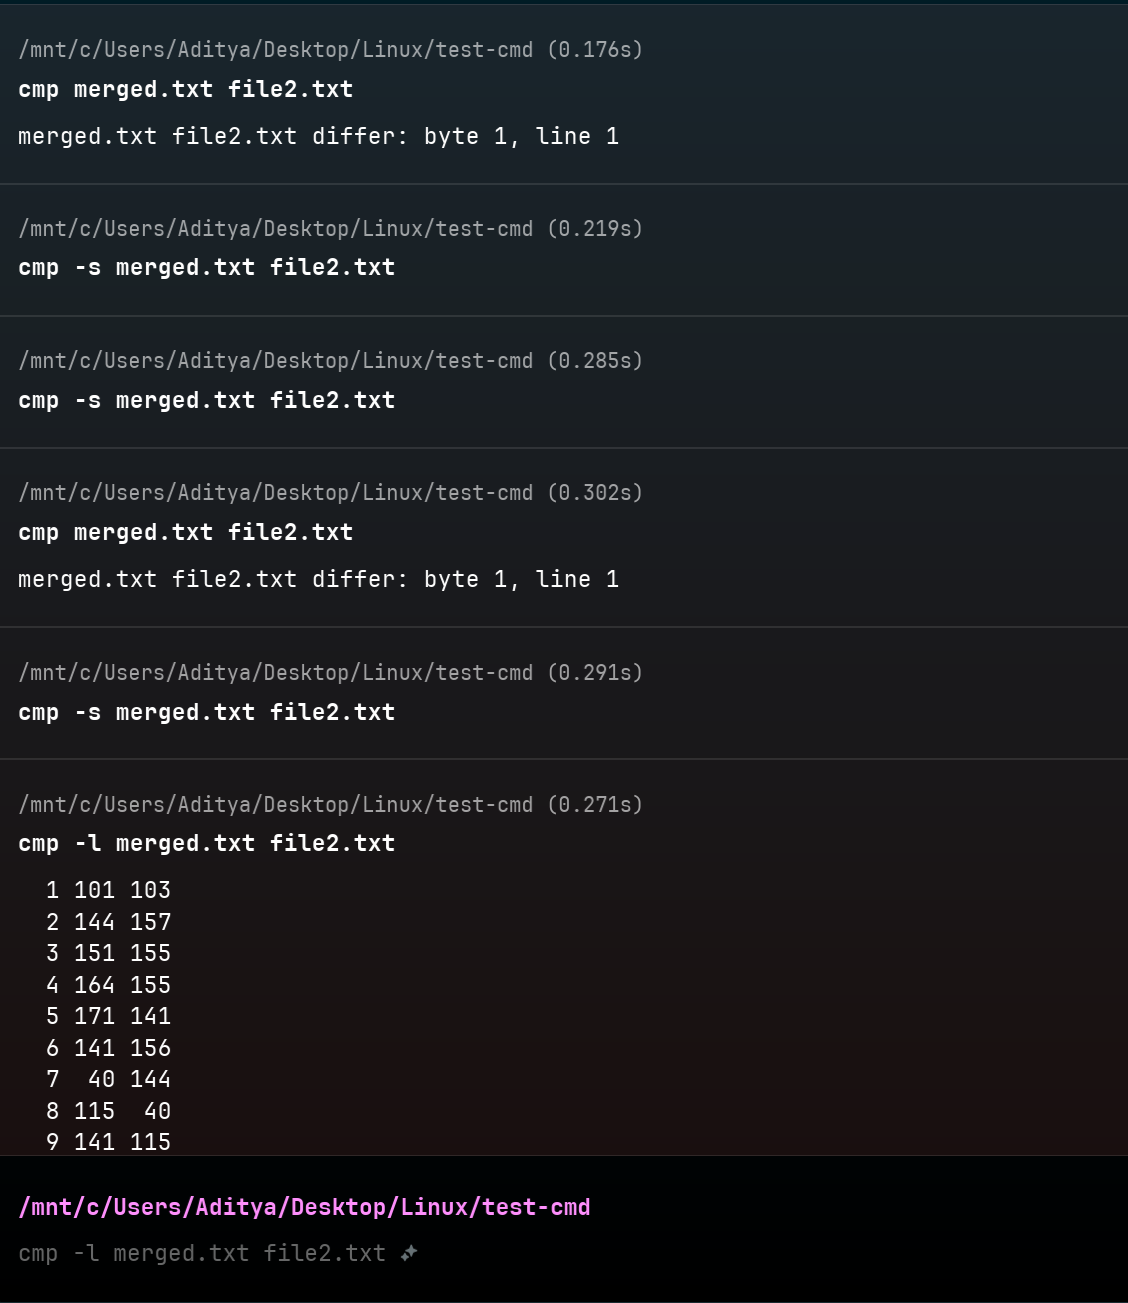 /mnt/c/Users/Aditya/Desktop/Linux/test-cmd (0.176s)
cmp merged.txt file2.txt
merged.txt file2.txt differ: byte 1, line 1
/mnt/c/Users/Aditya/Desktop/Linux/test-cmd (0.219s)
cmp -s merged.txt file2.txt
/mnt/c/Users/Aditya/Desktop/Linux/test-cmd (0.285s)
cmp -s merged.txt file2.txt
/mnt/c/Users/Aditya/Desktop/Linux/test-cmd (0.302s)
cmp merged.txt file2.txt
merged.txt file2.txt differ: byte 1, line 1
/mnt/c/Users/Aditya/Desktop/Linux/test-cmd (0.291s)
cmp -s merged.txt file2.txt
/mnt/c/Users/Aditya/Desktop/Linux/test-cmd (0.271s)
cmp -l merged.txt file2.txt
1 101 103
2 144 157
3 151 155
4 164 155
5 171 141
6 141 156
7  40 144
8 115  40
9 141 115
/mnt/c/Users/Aditya/Desktop/Linux/test-cmd
cmp -l merged.txt file2.txt